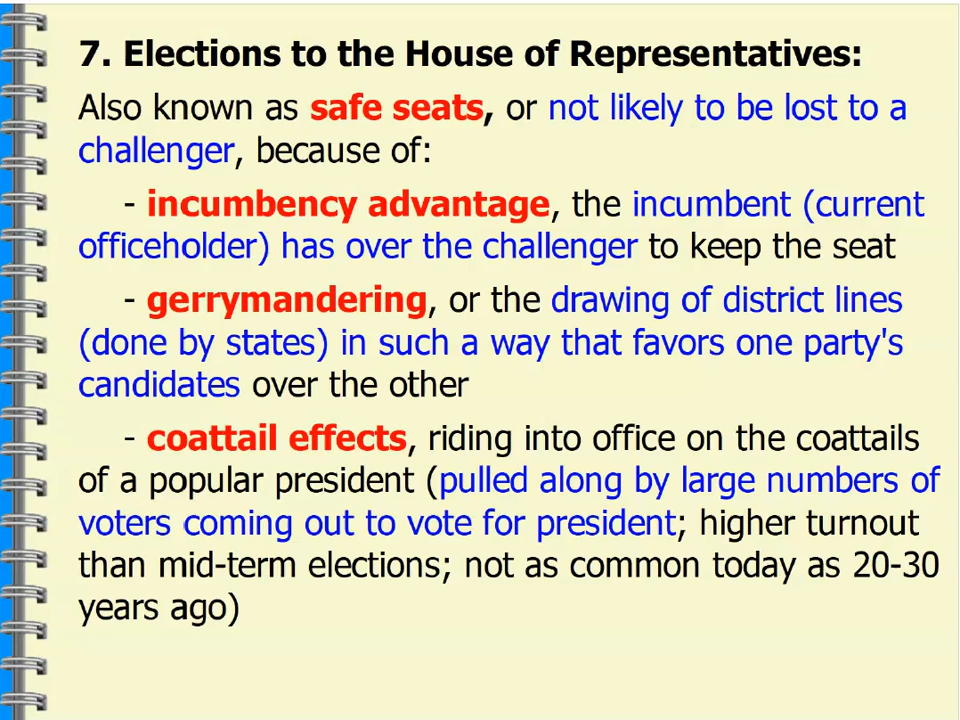 7. Elections to the House of Representatives:
Also known as safe seats, or not likely to be lost to a
challenger, because of:
- incumbency advantage, the incumbent (current
officeholder) has over the challenger to keep the seat
- gerrymandering, or the drawing of district lines
(done by states) in such a way that favors one party's
candidates over the other
- coattail effects, riding into office on the coattails
of a popular president (pulled along by large numbers of
voters coming out to vote for president; higher turnout
than mid-term elections; not as common today as 20-30
years ago)